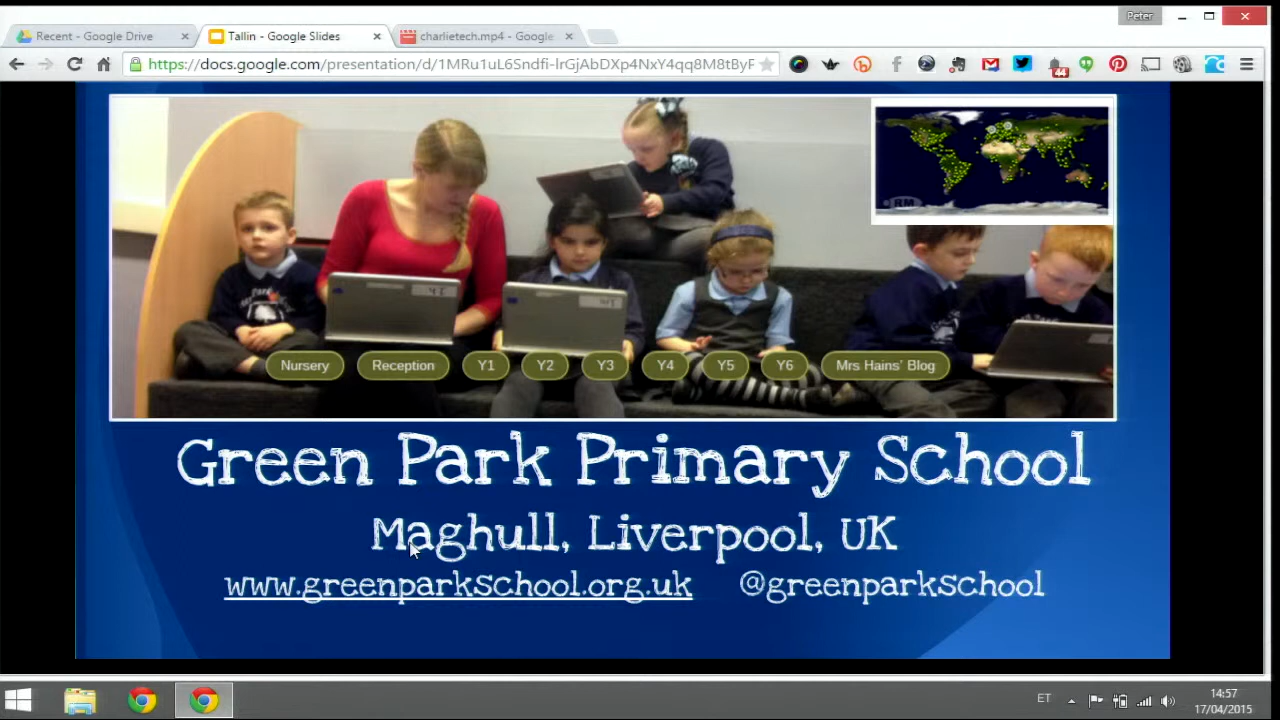 Peter
Recent - Google Drive
Tallin - Google Slides
charlietech.mp4 - Google
https://docs.google.com/presentation/d/1MRu1uL6Sndfi-lrGjAbDXp4NxY4qq8M8tByF
44
RM
Nursery
Reception
Y1
Y2
Y3
Y4
Y5
Y6
Mrs Hains' Blog
Green Park Primary School
Maghull, Liverpool, UK
www.greenparkschool.org.uk
@greenparkschool
ET
14:57
17/04/2015